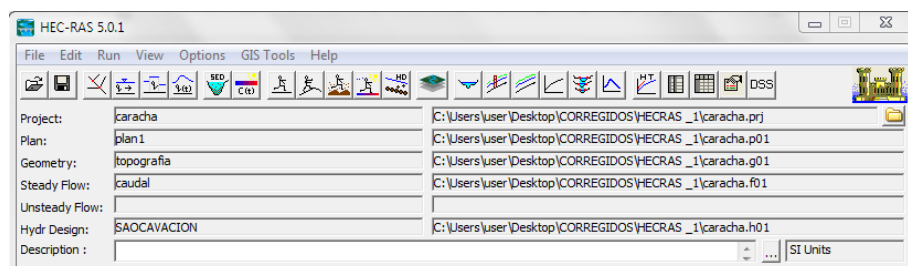 HEC-RAS 5.0.1
File Edit Run View Options GIS Tools Help
SED C(t) HD HT DSS
Project: caracha C:\Users\user\Desktop\CORREGIDOS\HECRAS _1\caracha.prj
Plan: plan1 C:\Users\user\Desktop\CORREGIDOS\HECRAS _1\caracha.p01
Geometry: topografia C:\Users\user\Desktop\CORREGIDOS\HECRAS _1\caracha.g01
Steady Flow: caudal C:\Users\user\Desktop\CORREGIDOS\HECRAS _1\caracha.f01
Unsteady Flow:
Hydr Design: SAOCAVACION C:\Users\user\Desktop\CORREGIDOS\HECRAS _1\caracha.h01
Description : ... SI Units